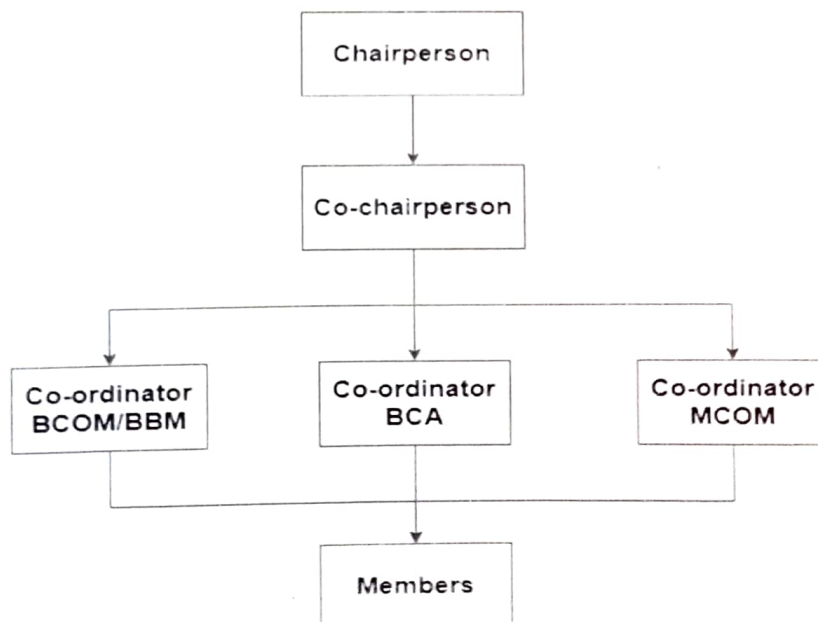 Chairperson
Co-chairperson
Co-ordinator
BCOM/BBM
Co-ordinator
BCA
Co-ordinator
MCOM
Members